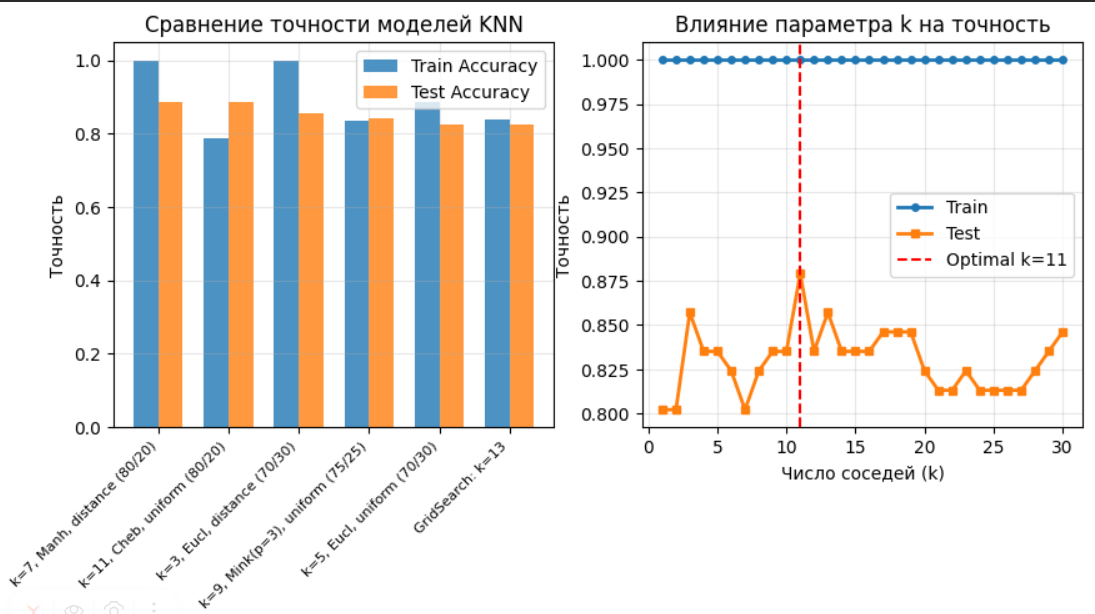 Сравнение точности моделей KNN
Train Accuracy
Test Accuracy
Точность
1.0
0.8
0.6
0.4
0.2
0.0
k=7, Manh, distance (80/20)
k=11, Cheb, uniform (80/20)
k=3, Eucl, distance (70/30)
k=9, Mink(p=3), uniform (75/25)
k=5, Eucl, uniform (70/30)
GridSearch: k=13
Влияние параметра k на точность
Точность
1.000
0.975
0.950
0.925
0.900
0.875
0.850
0.825
0.800
Train
Test
Optimal k=11
0 5 10 15 20 25 30
Число соседей (k)